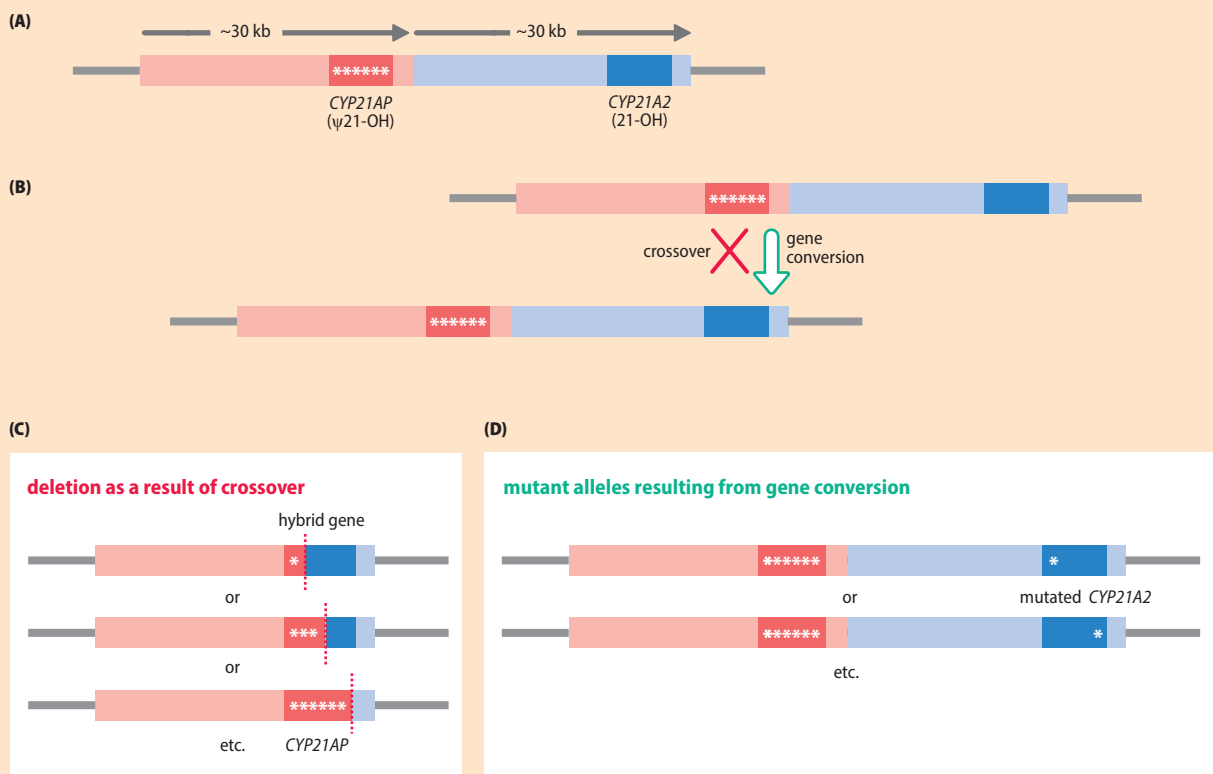 (A)
~30 kb ~30 kb
******
CYP21AP CYP21A2
(ψ21-OH) (21-OH)
(B)
******
crossover gene
conversion
******
(C) (D)
deletion as a result of crossover
hybrid gene
*
or
***
or
******
etc. CYP21AP
mutant alleles resulting from gene conversion
****** *
or mutated CYP21A2
****** *
etc.